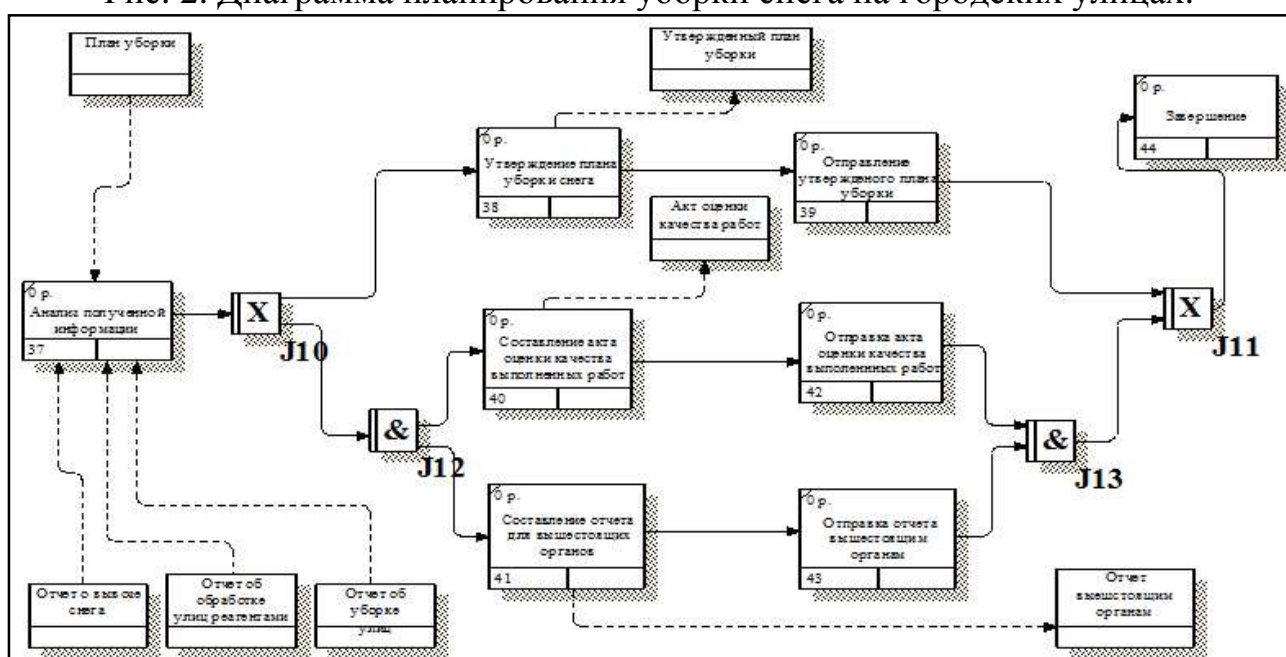 Рис. 2. Диаграмма планирования уборки снега на городских улицах.
План уборки
Утвержденный план
уборки
0 р.
Завершение
44
0 р.
Утверждение плана
уборки снега
38
0 р.
Отправление
утвержденого плана
уборки
39
Акт оценки
качества работ
0 р.
Анализ полученной
информации
37
X
J10
0 р.
Составление акта
оценки качества
выполненных работ
40
0 р.
Отправка акта
оценки качества
выполеннных работ
42
X
J11
&
J12
&
J13
0 р.
Составление отчета
для вышестоящих
органов
41
0 р.
Отправка отчета
вышестоящим
органам
43
Отчет о вывозе
снега
Отчет об
обработке
улиц реагентами
Отчет об
уборке
улиц
Отчет
вышестоящим
органам